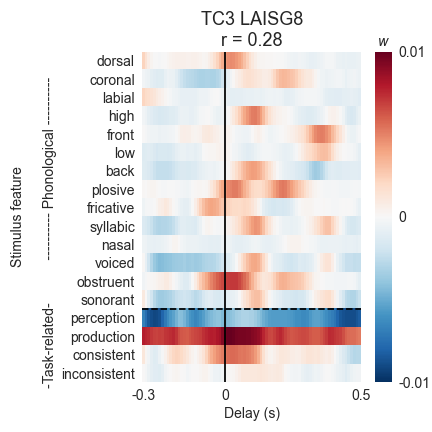 TC3 LAISG8
r = 0.28
w
dorsal
coronal
labial
high
front
low
back
plosive
fricative
syllabic
nasal
voiced
obstruent
sonorant
perception
production
consistent
inconsistent
Stimulus feature
---------- Phonological ----------
-Task-related-
-0.3
0
0.5
Delay (s)
0.01
0
-0.01